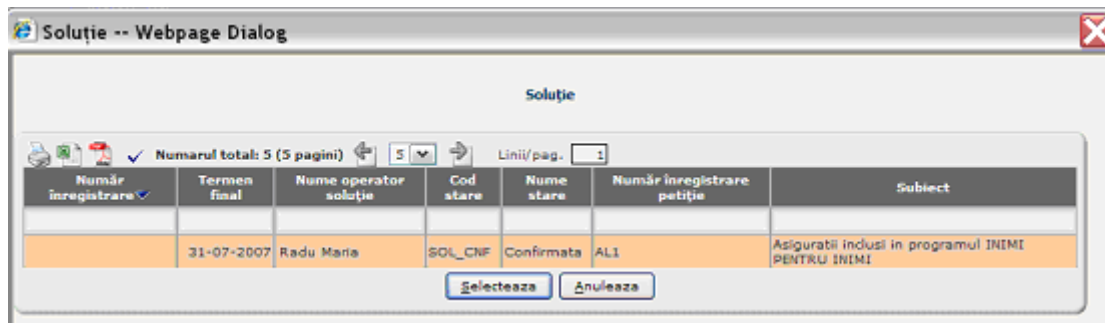 Soluție -- Webpage Dialog
Soluție
Numarul total: 5 (5 pagini) 5 Linii/pag. 1
Număr înregistrare Termen final Nume operator soluție Cod stare Nume stare Număr înregistrare petiție Subiect
31-07-2007 Radu Maria SOL_CNF Confirmata AL1 Asiguratii inclusi in programul INIMI
PENTRU INIMI
Selecteaza Anuleaza